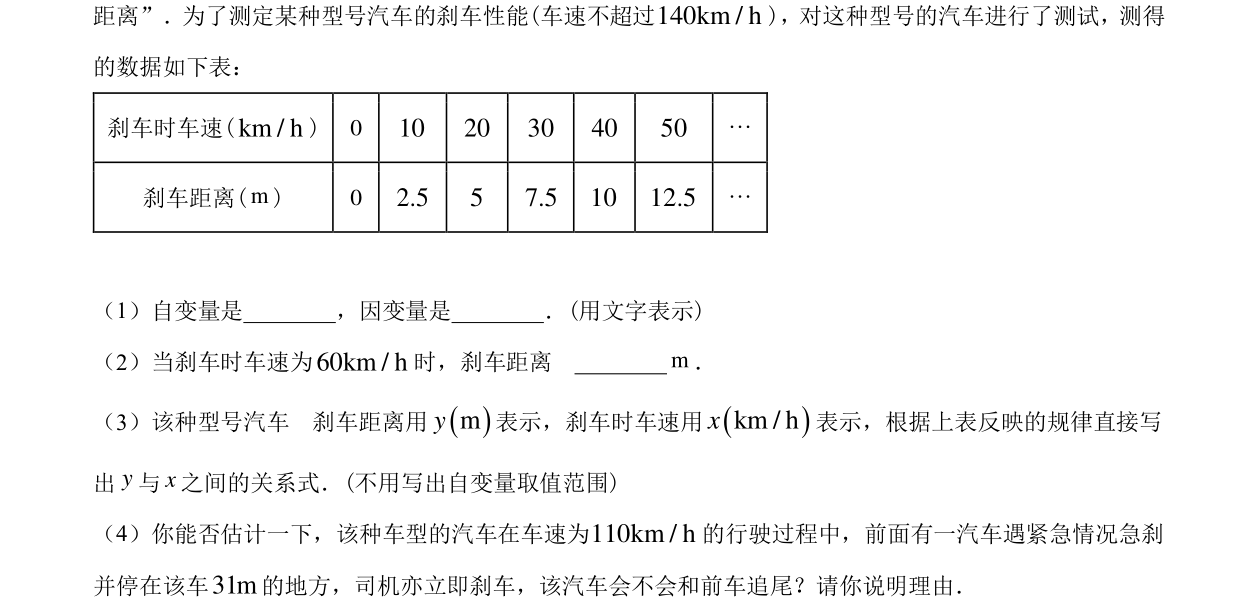 距离”．为了测定某种型号汽车的刹车性能(车速不超过140km / h )，对这种型号的汽车进行了测试，测得
的数据如下表：
刹车时车速( km / h ) 0 10 20 30 40 50 …
刹车距离( m ) 0 2.5 5 7.5 10 12.5 …
（1）自变量是________，因变量是________．(用文字表示)
（2）当刹车时车速为60km / h 时，刹车距离 ________m．
（3）该种型号汽车 刹车距离用 y(m) 表示，刹车时车速用 x(km / h) 表示，根据上表反映的规律直接写
出 y 与 x 之间的关系式．(不用写出自变量取值范围)
（4）你能否估计一下，该种车型的汽车在车速为110km / h 的行驶过程中，前面有一汽车遇紧急情况急刹
并停在该车31m 的地方，司机亦立即刹车，该汽车会不会和前车追尾？请你说明理由．